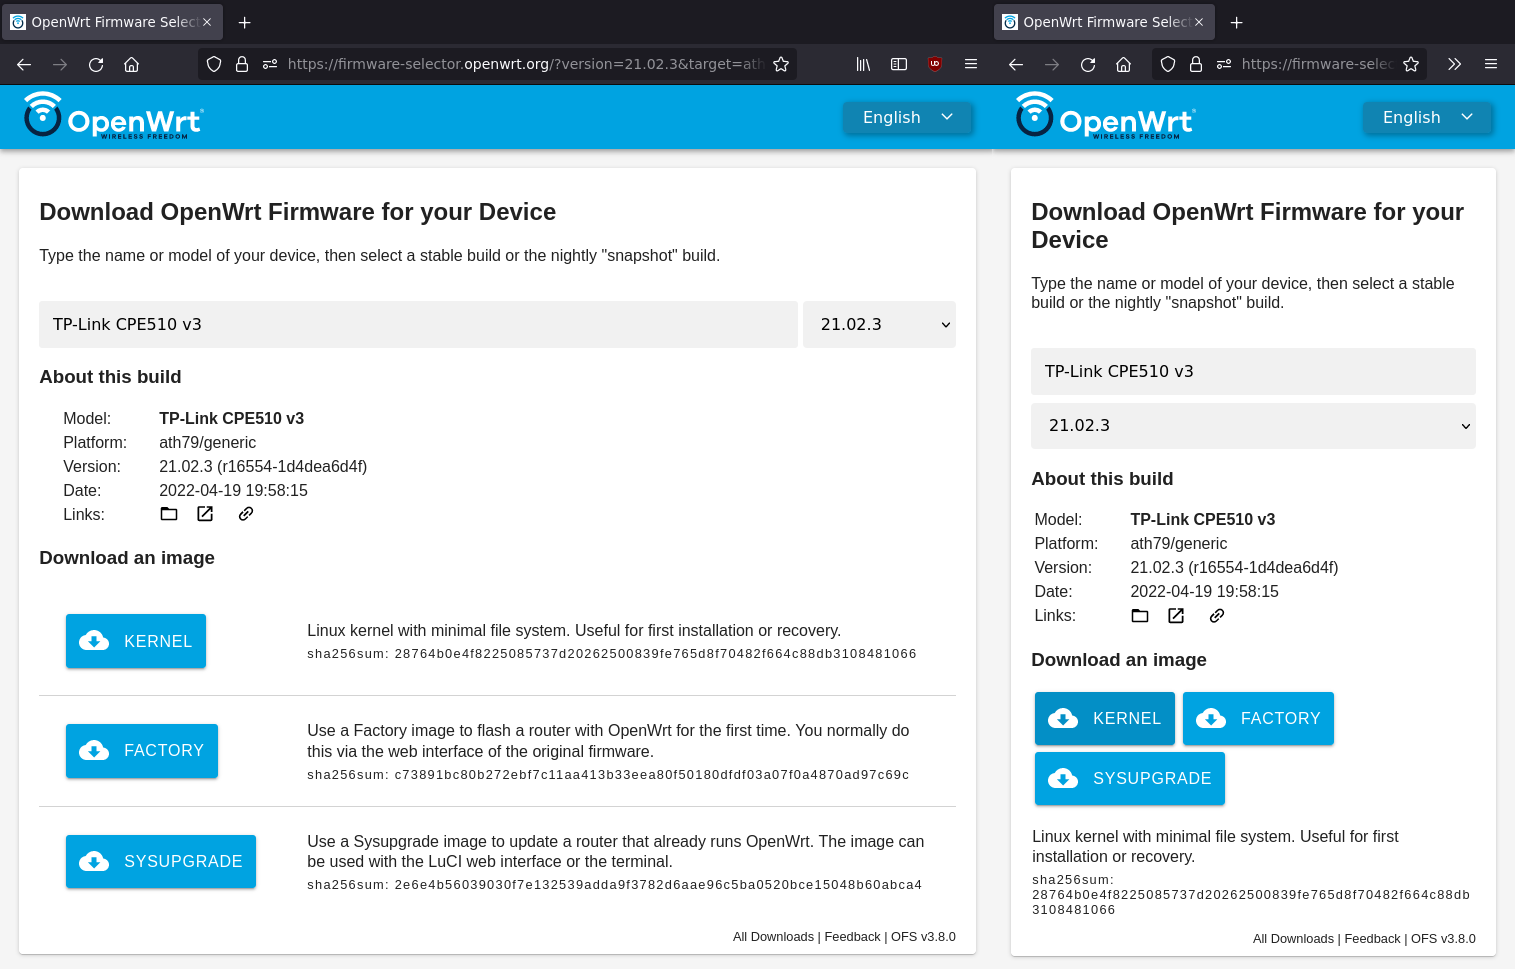 OpenWrt Firmware Select
https://firmware-selector.openwrt.org/?version=21.02.3&target=ath
OpenWrt
WIRELESS FREEDOM
English
Download OpenWrt Firmware for your Device
Type the name or model of your device, then select a stable build or the nightly "snapshot" build.
TP-Link CPE510 v3
21.02.3
About this build
Model: TP-Link CPE510 v3
Platform: ath79/generic
Version: 21.02.3 (r16554-1d4dea6d4f)
Date: 2022-04-19 19:58:15
Links:
Download an image
KERNEL
Linux kernel with minimal file system. Useful for first installation or recovery.
sha256sum: 28764b0e4f8225085737d20262500839fe765d8f70482f664c88db3108481066
FACTORY
Use a Factory image to flash a router with OpenWrt for the first time. You normally do
this via the web interface of the original firmware.
sha256sum: c73891bc80b272ebf7c11aa413b33eea80f50180dfdf03a07f0a4870ad97c69c
SYSUPGRADE
Use a Sysupgrade image to update a router that already runs OpenWrt. The image can
be used with the LuCI web interface or the terminal.
sha256sum: 2e6e4b56039030f7e132539adda9f3782d6aae96c5ba0520bce15048b60abca4
All Downloads | Feedback | OFS v3.8.0
OpenWrt Firmware Select
https://firmware-selec
OpenWrt
WIRELESS FREEDOM
English
Download OpenWrt Firmware for your
Device
Type the name or model of your device, then select a stable
build or the nightly "snapshot" build.
TP-Link CPE510 v3
21.02.3
About this build
Model: TP-Link CPE510 v3
Platform: ath79/generic
Version: 21.02.3 (r16554-1d4dea6d4f)
Date: 2022-04-19 19:58:15
Links:
Download an image
KERNEL
FACTORY
SYSUPGRADE
Linux kernel with minimal file system. Useful for first
installation or recovery.
sha256sum:
28764b0e4f8225085737d20262500839fe765d8f70482f664c88db
3108481066
All Downloads | Feedback | OFS v3.8.0